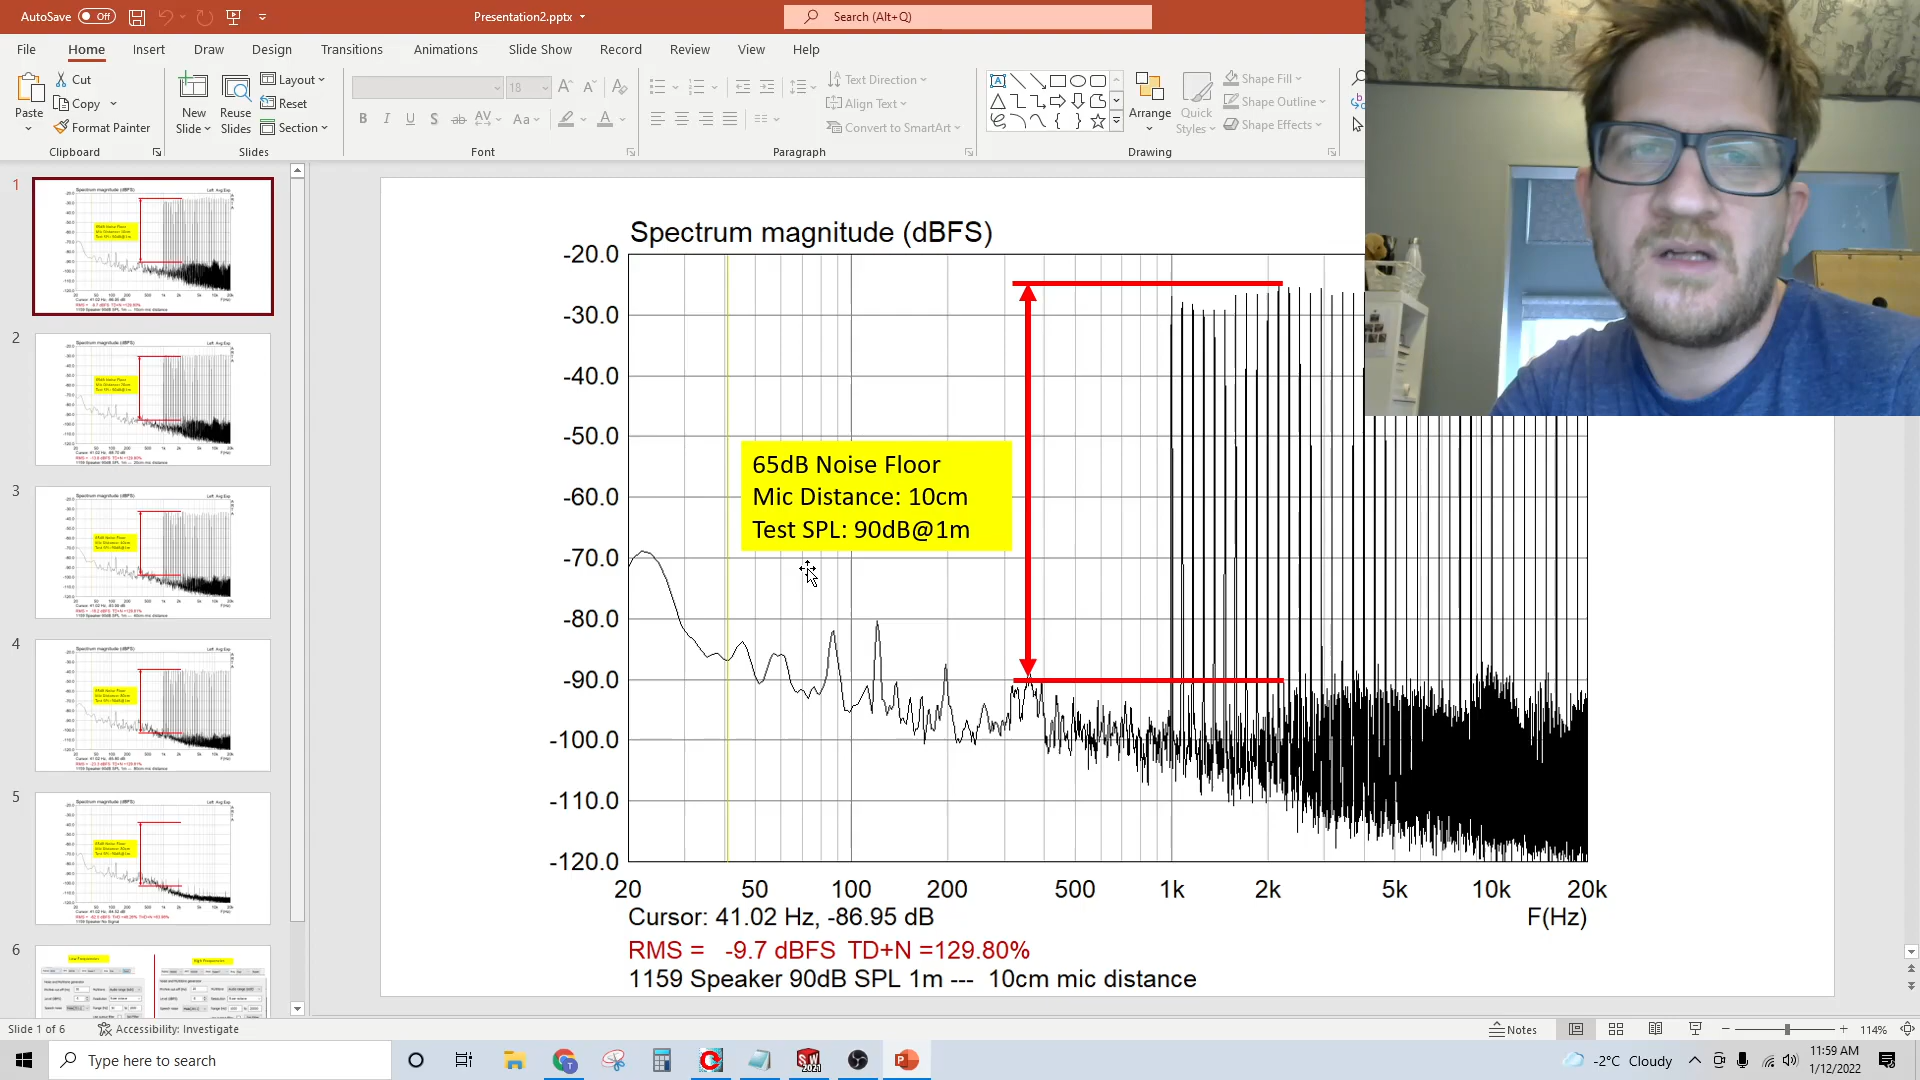 AutoSave Off
Presentation2.pptx
Search (Alt+Q)
File Home Insert Draw Design Transitions Animations Slide Show Record Review View Help
Paste
Cut
Copy
Format Painter
Clipboard
New Slide
Reuse Slides
Layout
Reset
Section
Slides
18
Font
Text Direction
Align Text
Convert to SmartArt
Paragraph
Arrange
Quick Styles
Shape Fill
Shape Outline
Shape Effects
Drawing
1
2
3
4
5
6
Spectrum magnitude (dBFS)
-20.0
-30.0
-40.0
-50.0
-60.0
-70.0
-80.0
-90.0
-100.0
-110.0
-120.0
65dB Noise Floor
Mic Distance: 10cm
Test SPL: 90dB@1m
20 50 100 200 500 1k 2k 5k 10k 20k
Cursor: 41.02 Hz, -86.95 dB F(Hz)
RMS = -9.7 dBFS TD+N =129.80%
1159 Speaker 90dB SPL 1m --- 10cm mic distance
Slide 1 of 6
Accessibility: Investigate
Notes
114%
Type here to search
-2°C Cloudy
11:59 AM
1/12/2022